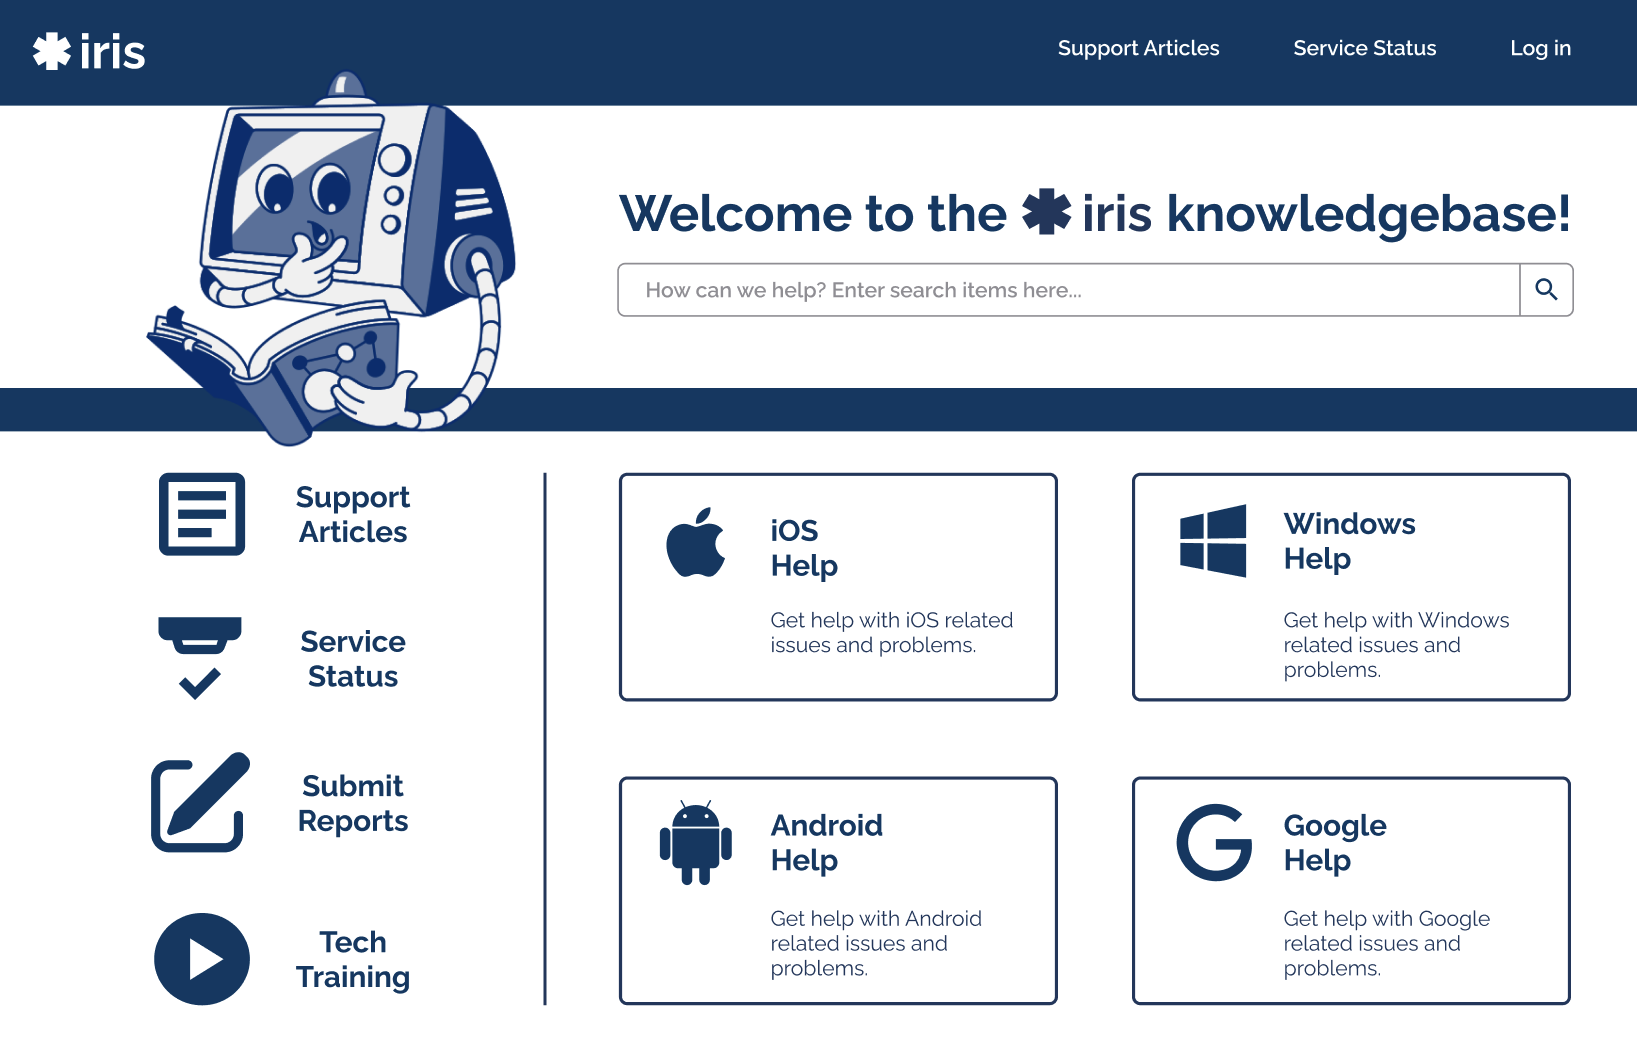 iris
Support Articles
Service Status
Log in
Welcome to the iris knowledgebase!
How can we help? Enter search items here...
Support
Articles
Service
Status
Submit
Reports
Tech
Training
iOS
Help
Get help with iOS related
issues and problems.
Windows
Help
Get help with Windows
related issues and
problems.
Android
Help
Get help with Android
related issues and
problems.
Google
Help
Get help with Google
related issues and
problems.